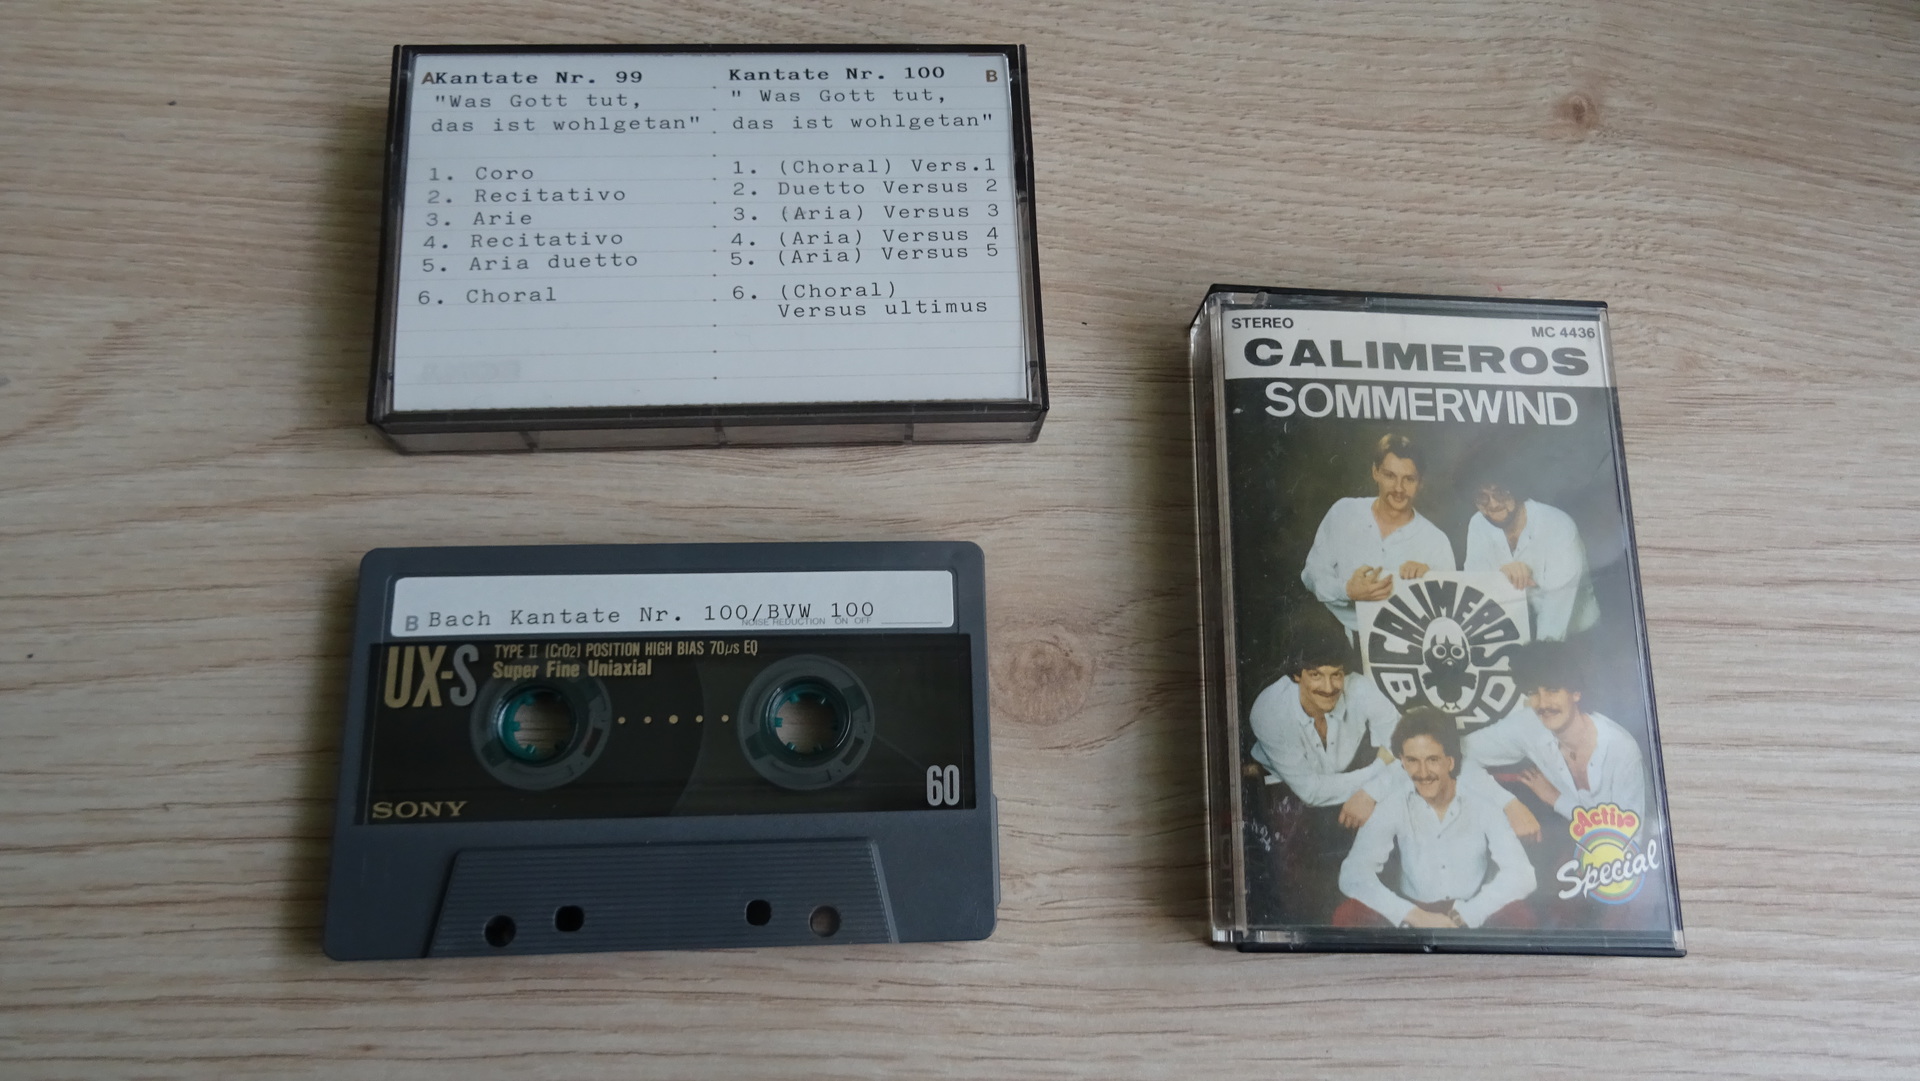 A Kantate Nr. 99
"Was Gott tut,
das ist wohlgetan"
1. Coro
2. Recitativo
3. Arie
4. Recitativo
5. Aria duetto
6. Choral
Kantate Nr. 100 B
" Was Gott tut,
das ist wohlgetan"
1. (Choral) Vers.1
2. Duetto Versus 2
3. (Aria) Versus 3
4. (Aria) Versus 4
5. (Aria) Versus 5
6. (Choral)
Versus ultimus
B Bach Kantate Nr. 100/BVW 100
NOISE REDUCTION ON OFF
UX-S
TYPE II (CrO2) POSITION HIGH BIAS 70µs EQ
Super Fine Uniaxial
60
SONY
STEREO
MC 4436
CALIMEROS
SOMMERWIND
CALIMEROS
Activ
Special